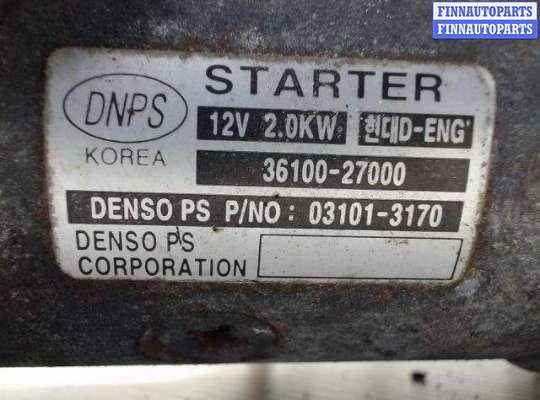 FINNAUTOPARTS
FINNAUTOPARTS
STARTER
DNPS
12V 2.0KW 현대D-ENG'
KOREA
36100-27000
DENSO PS P/NO: 03101-3170
DENSO PS
CORPORATION